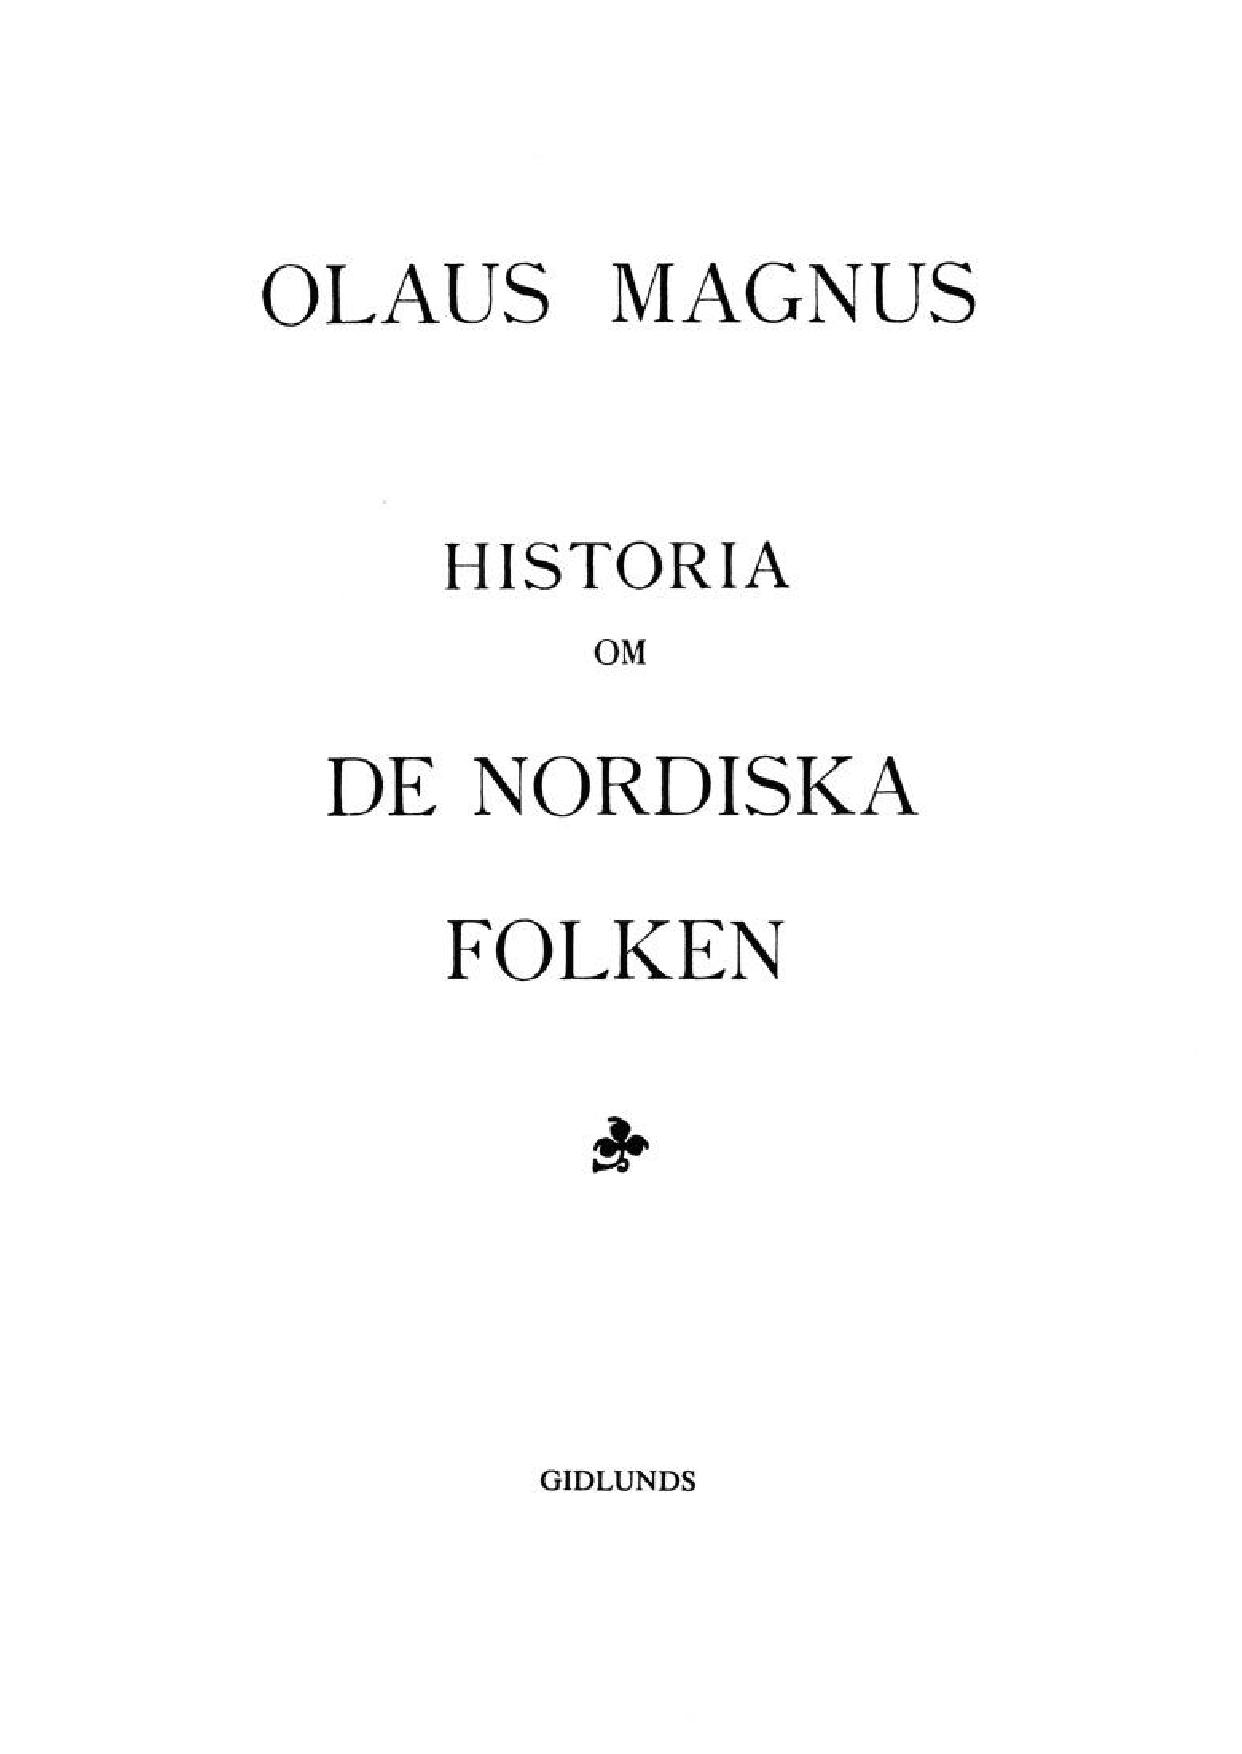 OLAUS MAGNUS
HISTORIA
OM
DE NORDISKA
FOLKEN
GIDLUNDS